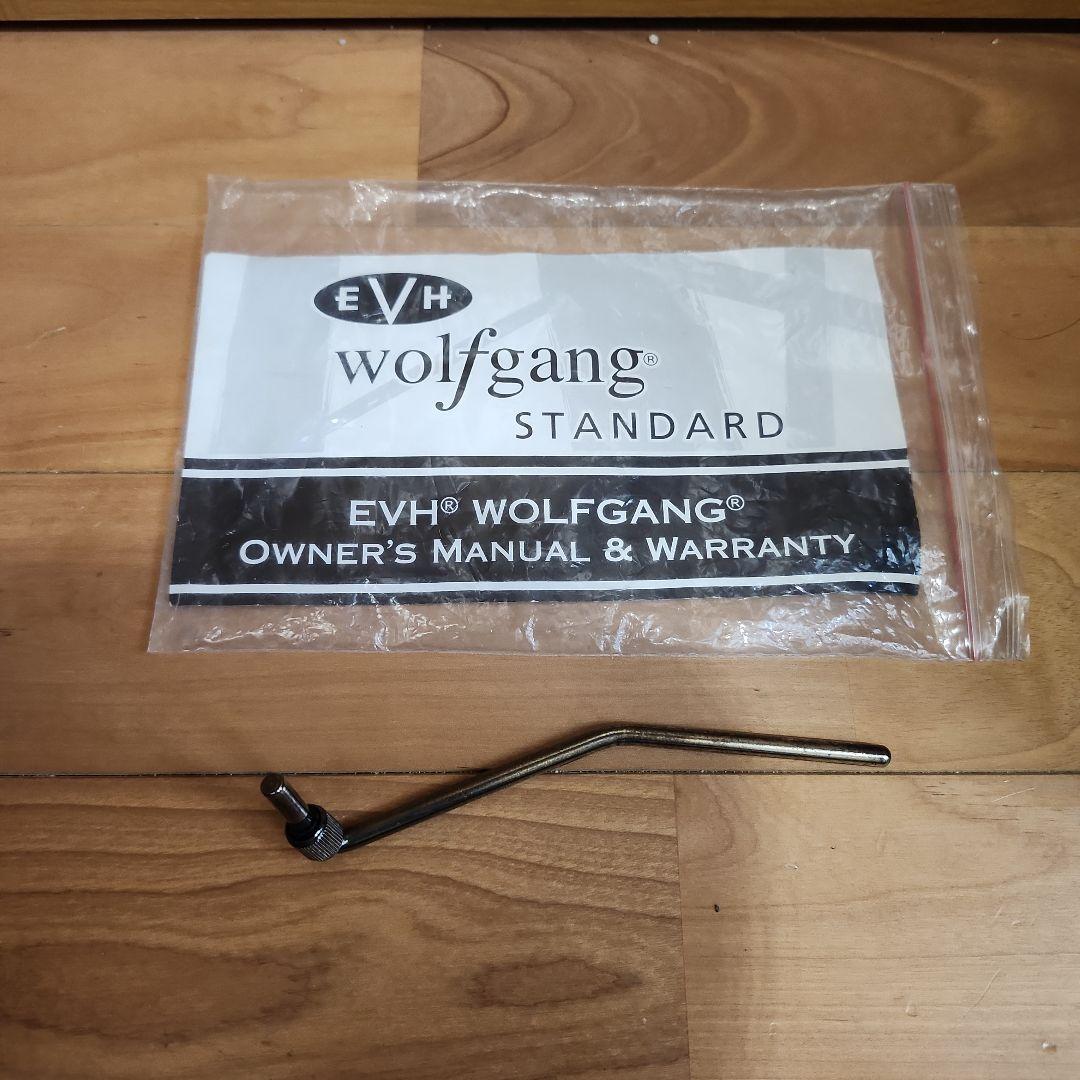 EVH
wolfgang®
STANDARD
EVH® WOLFGANG®
OWNER'S MANUAL & WARRANTY